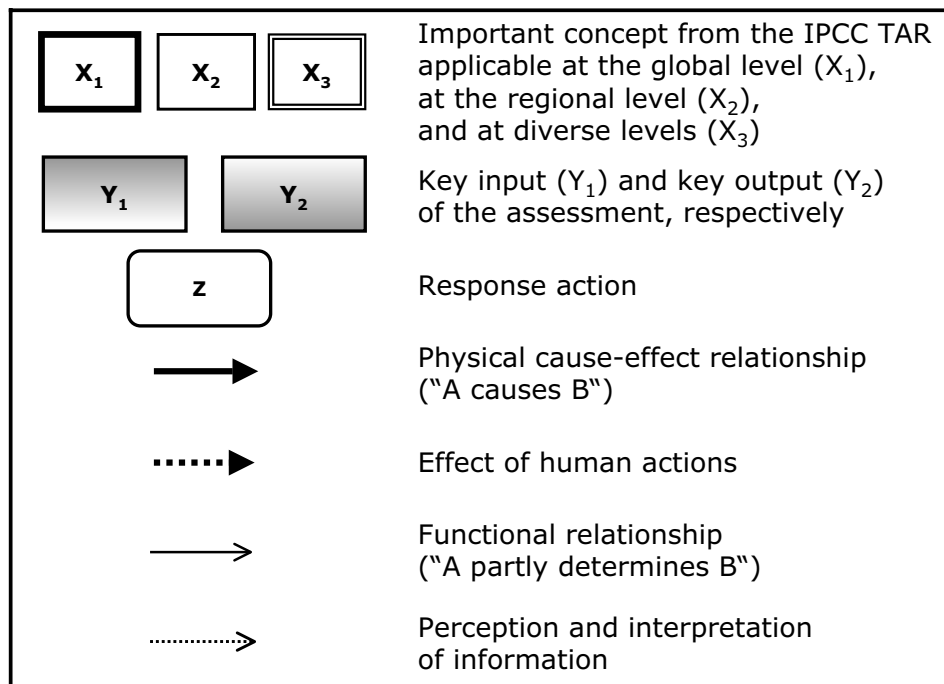 X₁ X₂ X₃
Important concept from the IPCC TAR
applicable at the global level (X₁),
at the regional level (X₂),
and at diverse levels (X₃)
Y₁ Y₂
Key input (Y₁) and key output (Y₂)
of the assessment, respectively
Z
Response action
Physical cause-effect relationship
(“A causes B“)
Effect of human actions
Functional relationship
(“A partly determines B“)
Perception and interpretation
of information